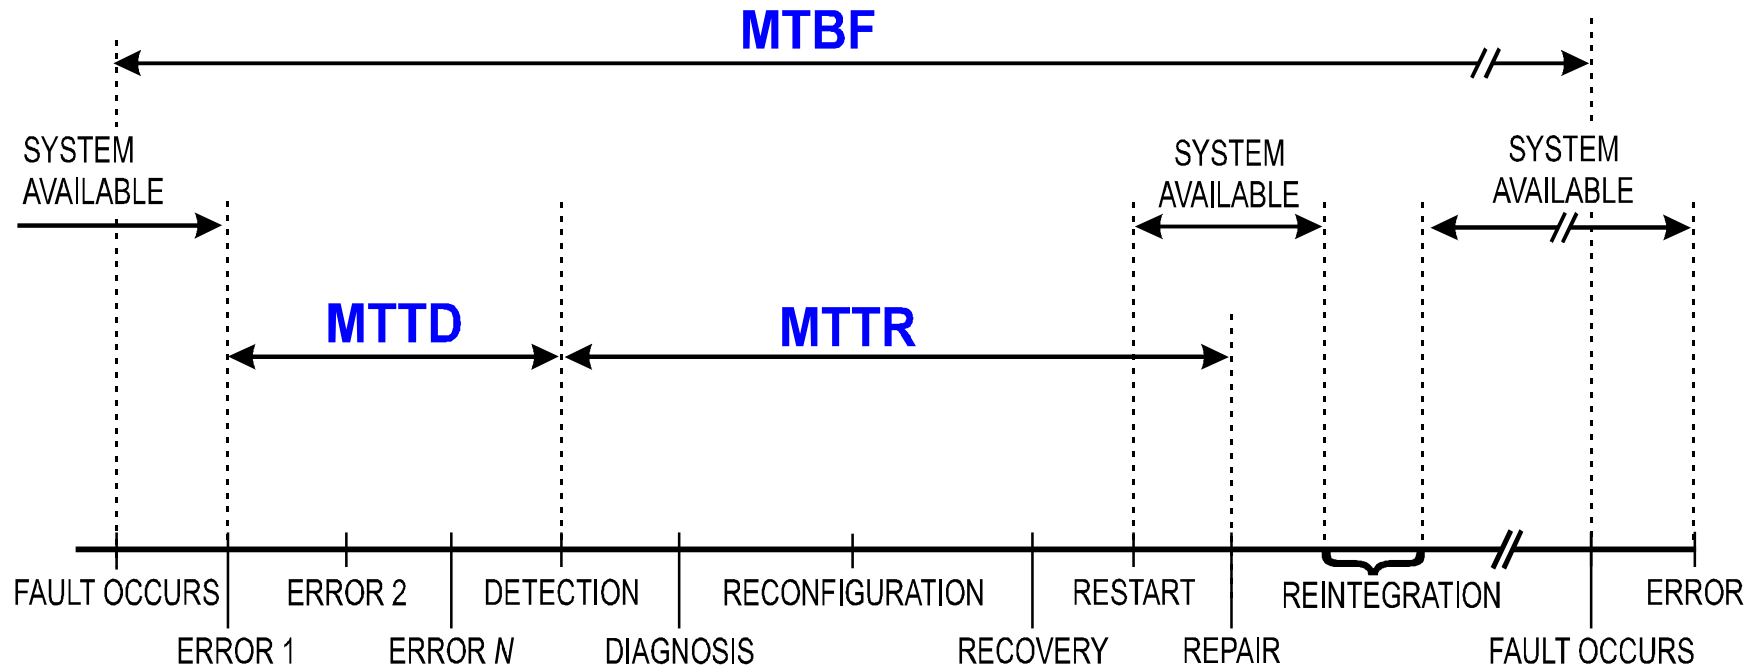 MTBF
SYSTEM
AVAILABLE
SYSTEM
AVAILABLE
SYSTEM
AVAILABLE
MTTD
MTTR
FAULT OCCURS
ERROR 2
DETECTION
RECONFIGURATION
RESTART
REINTEGRATION
ERROR
ERROR 1
ERROR N
DIAGNOSIS
RECOVERY
REPAIR
FAULT OCCURS